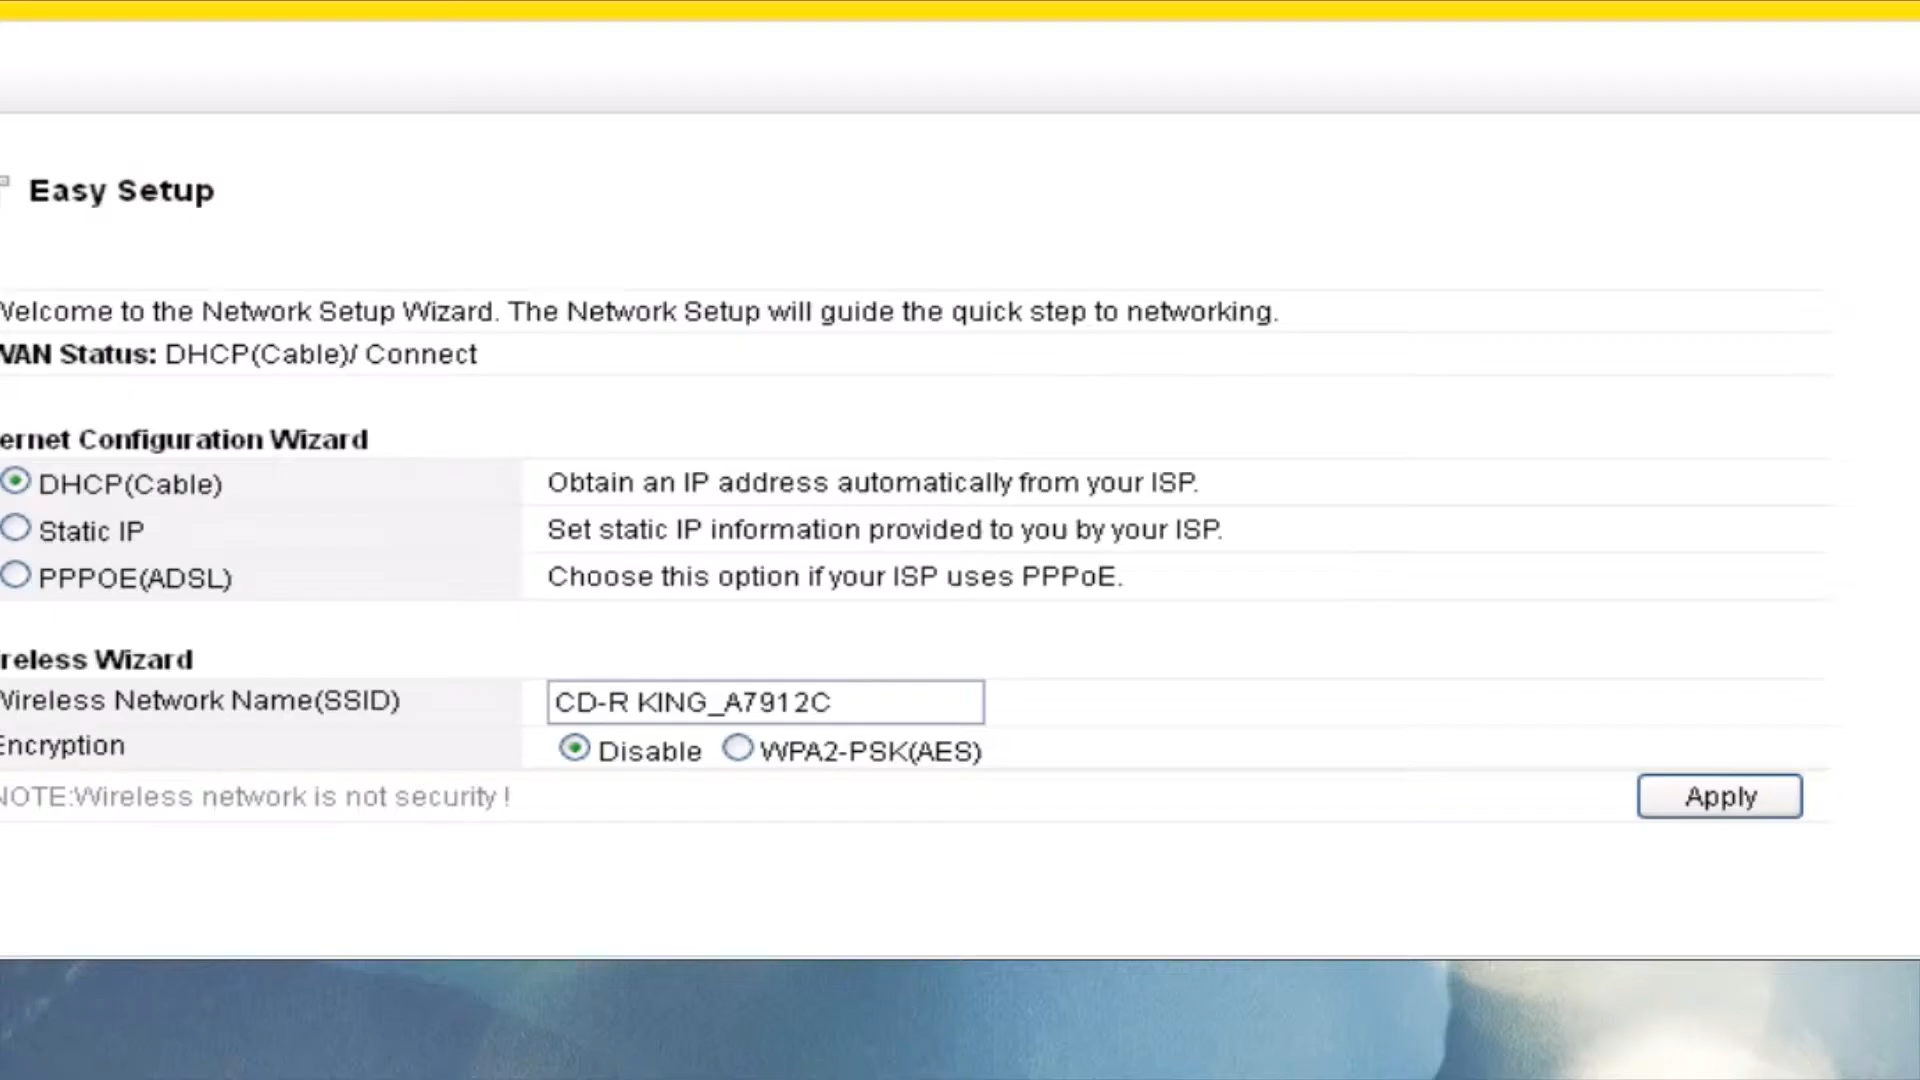 Easy Setup
Welcome to the Network Setup Wizard. The Network Setup will guide the quick step to networking.
WAN Status: DHCP(Cable)/ Connect
ernet Configuration Wizard
DHCP(Cable) Obtain an IP address automatically from your ISP.
Static IP Set static IP information provided to you by your ISP.
PPPOE(ADSL) Choose this option if your ISP uses PPPoE.
reless Wizard
Wireless Network Name(SSID) CD-R KING_A7912C
Encryption Disable WPA2-PSK(AES)
NOTE:Wireless network is not security !
Apply